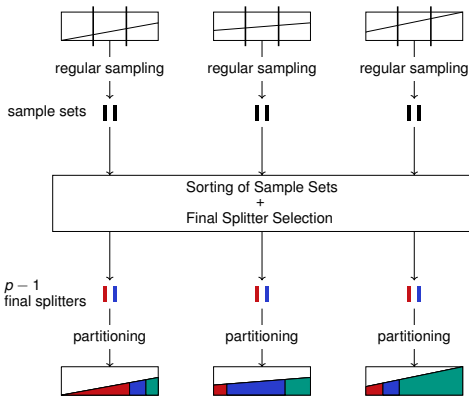 regular sampling regular sampling regular sampling
sample sets
Sorting of Sample Sets
+
Final Splitter Selection
p − 1
final splitters
partitioning partitioning partitioning